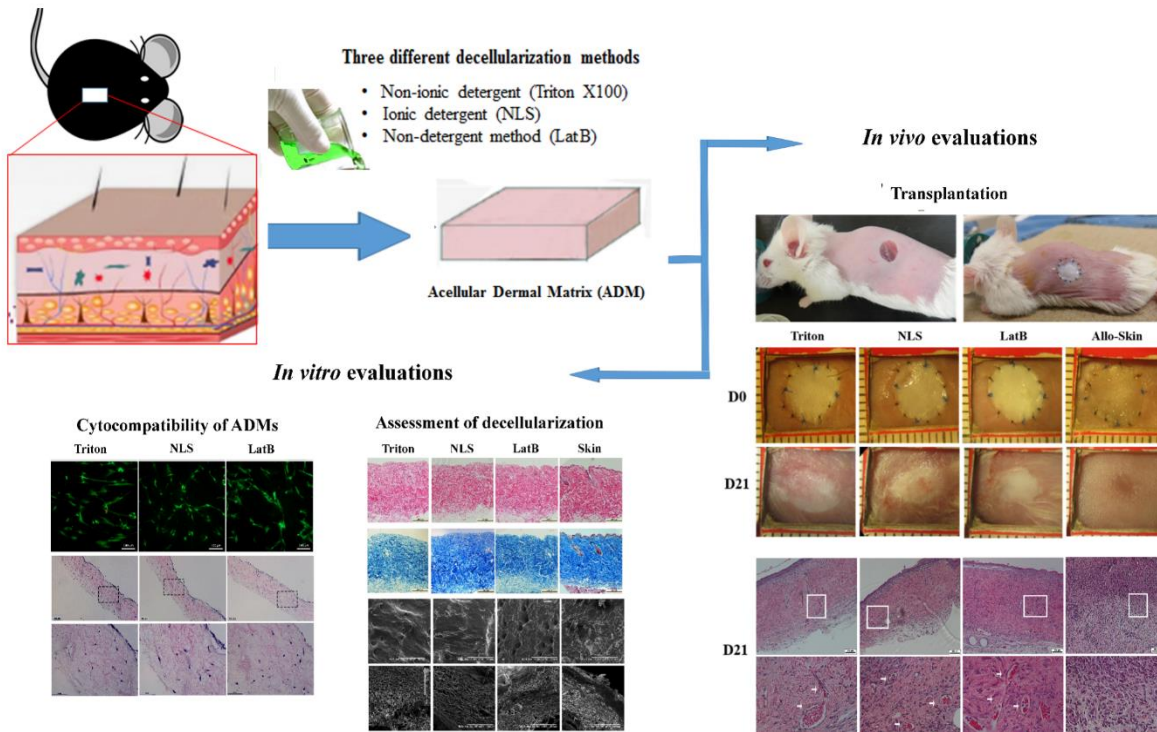 Three different decellularization methods
• Non-ionic detergent (Triton X100)
• Ionic detergent (NLS)
• Non-detergent method (LatB)
Acellular Dermal Matrix (ADM)
In vivo evaluations
Transplantation
Triton NLS LatB Allo-Skin
D0
D21
D21
In vitro evaluations
Cytocompatibility of ADMs
Triton NLS LatB
Assessment of decellularization
Triton NLS LatB Skin